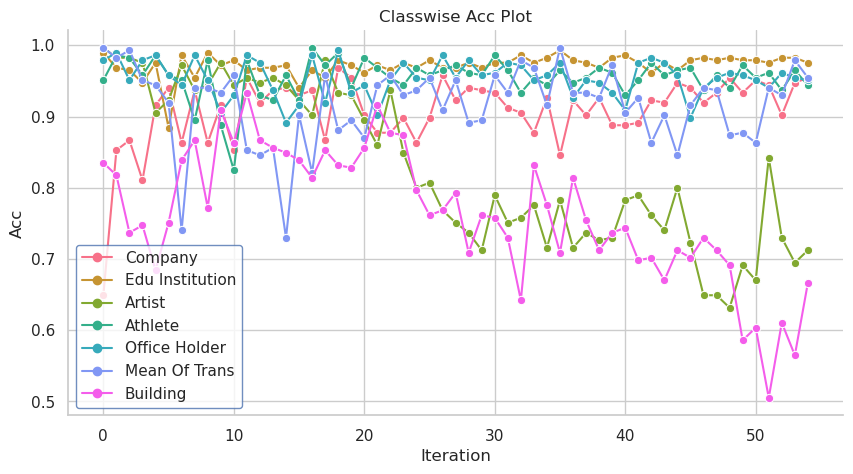 Classwise Acc Plot
1.0
0.9
0.8
0.7
0.6
0.5
Acc
Company
Edu Institution
Artist
Athlete
Office Holder
Mean Of Trans
Building
0 10 20 30 40 50
Iteration